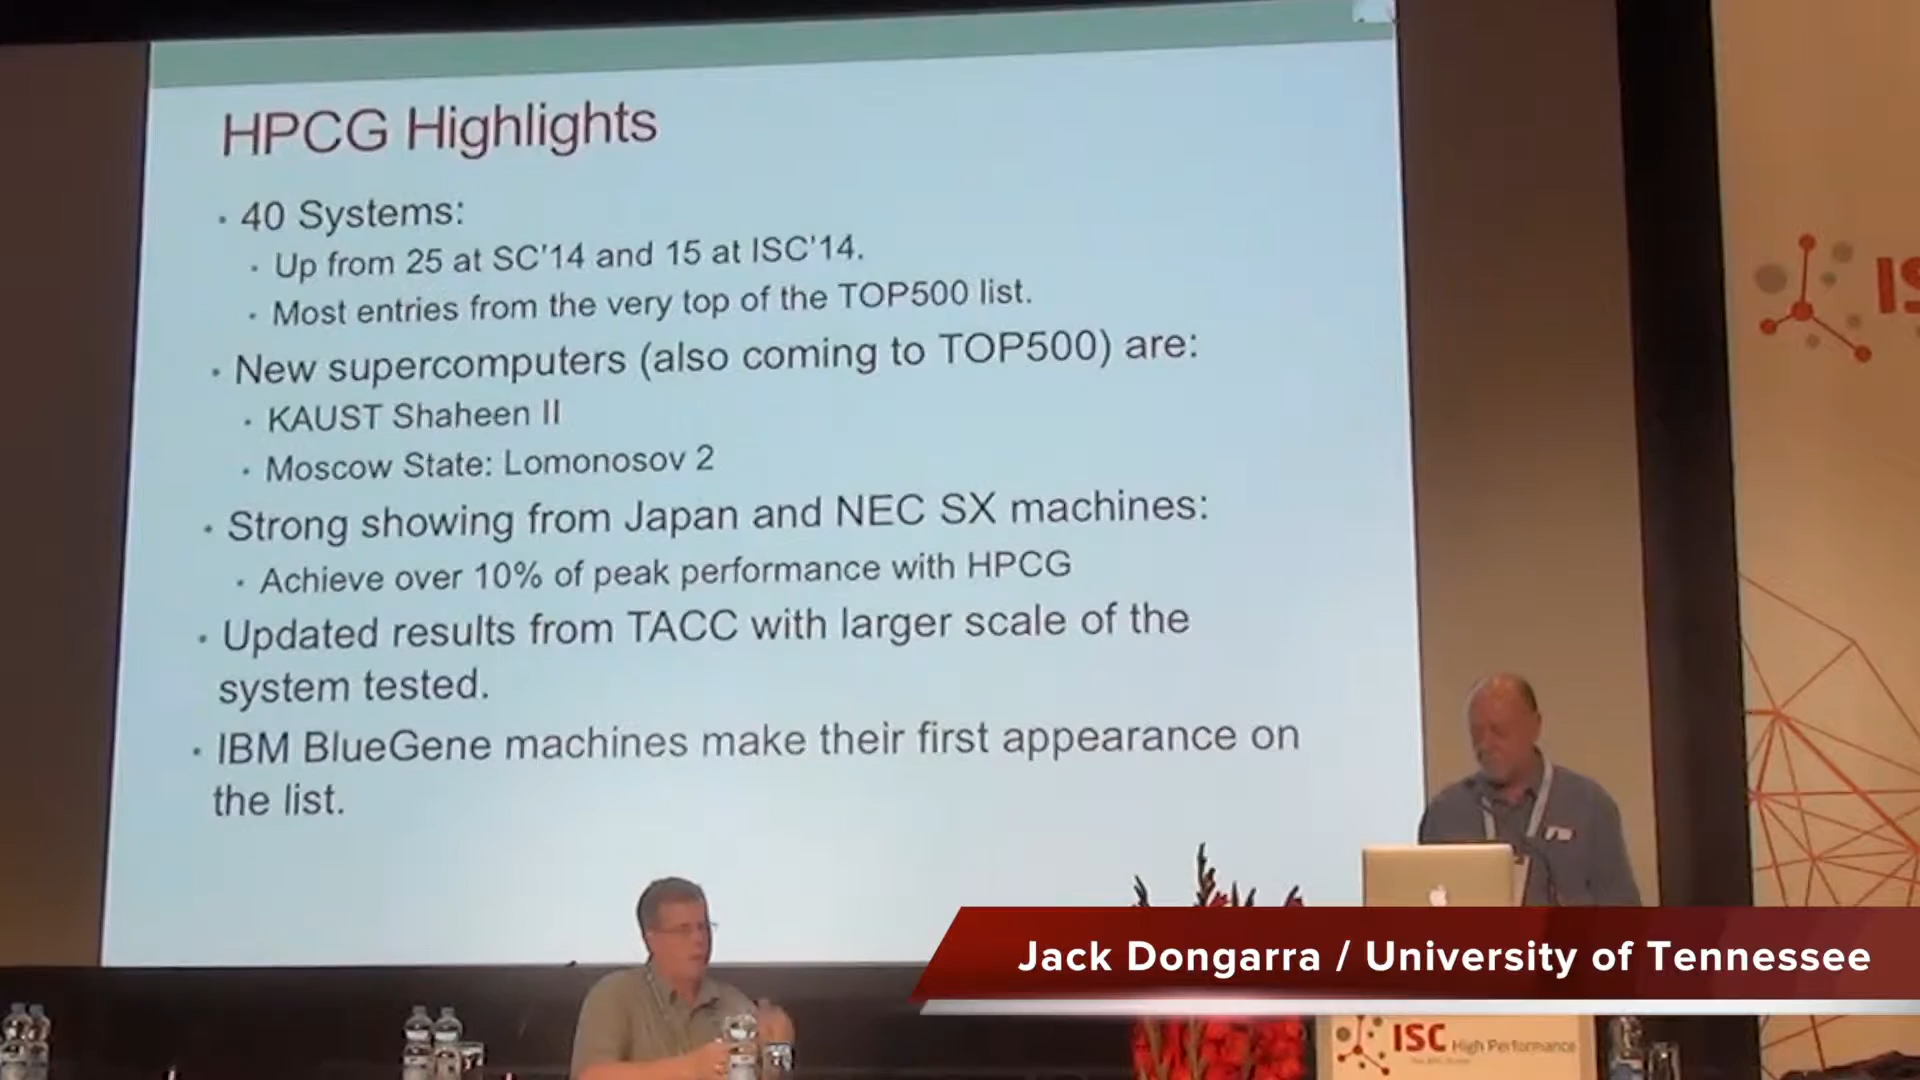 HPCG Highlights
• 40 Systems:
• Up from 25 at SC'14 and 15 at ISC'14.
• Most entries from the very top of the TOP500 list.
• New supercomputers (also coming to TOP500) are:
• KAUST Shaheen II
• Moscow State: Lomonosov 2
• Strong showing from Japan and NEC SX machines:
• Achieve over 10% of peak performance with HPCG
• Updated results from TACC with larger scale of the
system tested.
• IBM BlueGene machines make their first appearance on
the list.
Jack Dongarra / University of Tennessee
ISC High Performance